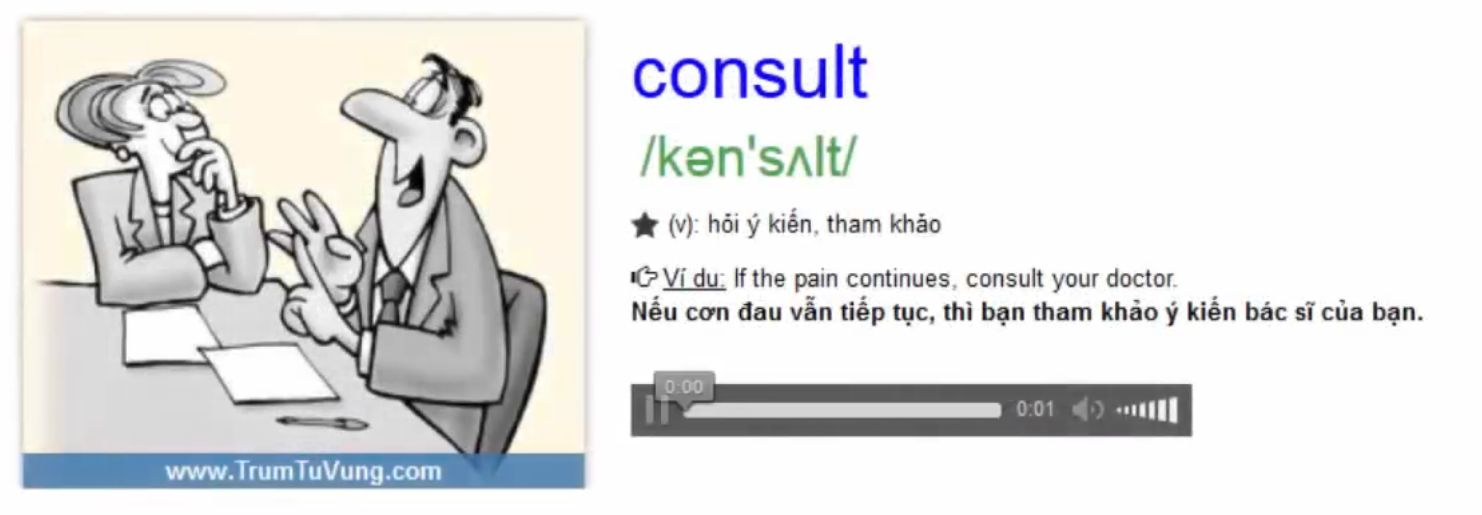 consult
/kən'sʌlt/
(v): hỏi ý kiến, tham khảo
Ví dụ: If the pain continues, consult your doctor.
Nếu cơn đau vẫn tiếp tục, thì bạn tham khảo ý kiến bác sĩ của bạn.
0:00
0:01
www.TrumTuVung.com